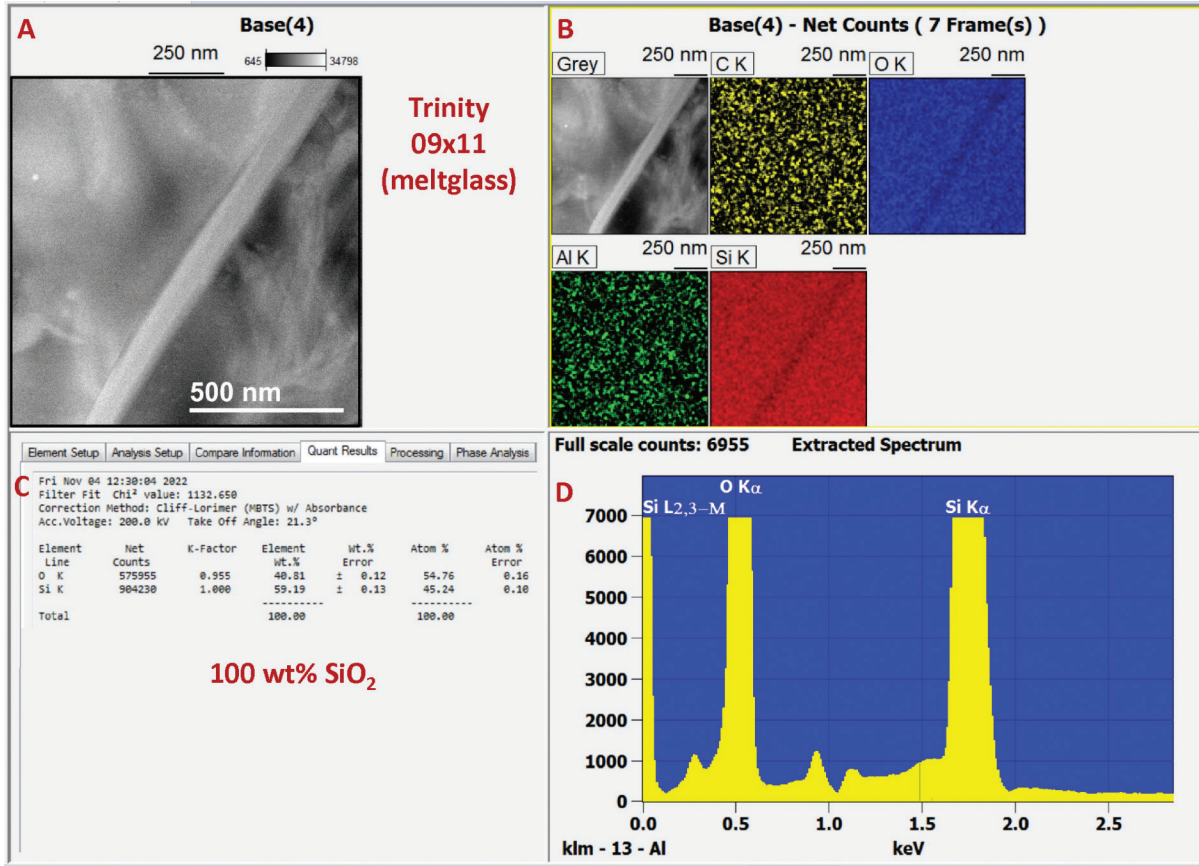 A
Base(4)
250 nm
645 34798
Trinity
09x11
(meltglass)
500 nm
B
Base(4) - Net Counts ( 7 Frame(s) )
250 nm 250 nm 250 nm
Grey C K O K
250 nm 250 nm
Al K Si K
Element Setup Analysis Setup Compare Information Quant Results Processing Phase Analysis
C
Fri Nov 04 12:30:04 2022
Filter Fit Chi² value: 1132.650
Correction Method: Cliff-Lorimer (MBTS) w/ Absorbance
Acc.Voltage: 200.0 kV Take Off Angle: 21.3°
Element Net K-Factor Element Wt.% Atom % Atom %
Line Counts Wt.% Error Error
O K 575955 0.955 40.81 ± 0.12 54.76 0.16
Si K 904230 1.000 59.19 ± 0.13 45.24 0.10
Total 100.00 100.00
100 wt% SiO₂
Full scale counts: 6955 Extracted Spectrum
D
O Kα
Si L2,3–M Si Kα
7000
6000
5000
4000
3000
2000
1000
0
0.0 0.5 1.0 1.5 2.0 2.5
klm - 13 - Al keV